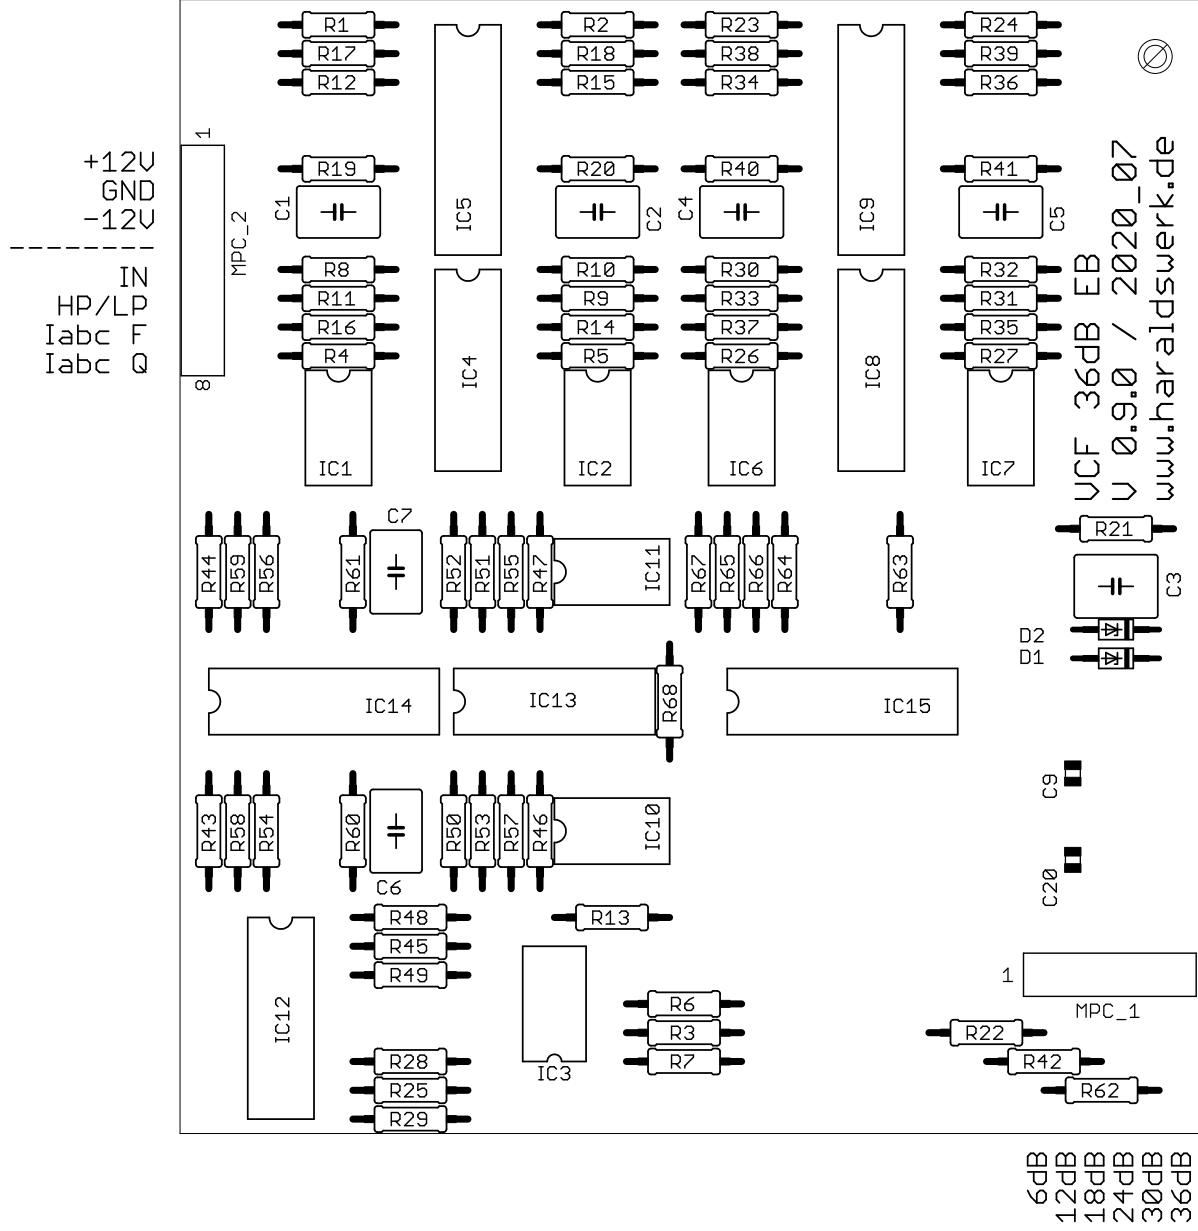 R1
R2
R23
R24
R17
R18
R38
R39
R12
R15
R34
R36
1
+12V
GND
-12V
--------
IN
HP/LP
Iabc F
Iabc Q
8
MPC_2
R19
R20
R40
R41
C1
IC5
C2
C4
IC9
C5
R8
R10
R30
R32
R11
R9
R33
R31
R16
R14
R37
R35
R4
R5
R26
R27
IC4
IC8
IC1
IC2
IC6
IC7
VCF 36dB EB
V 0.9.0 / 2020_07
www.haraldswerk.de
C7
R21
R44
R59
R56
R61
R52
R51
R55
R47
IC11
R67
R65
R66
R64
R63
C3
D2
D1
IC14
IC13
R68
IC15
C9
R43
R58
R54
R60
R50
R53
R57
R46
IC10
C20
C6
R48
R13
R45
R49
1
MPC_1
IC12
R6
R3
R7
R22
R28
R42
IC3
R25
R62
R29
6dB
12dB
18dB
24dB
30dB
36dB